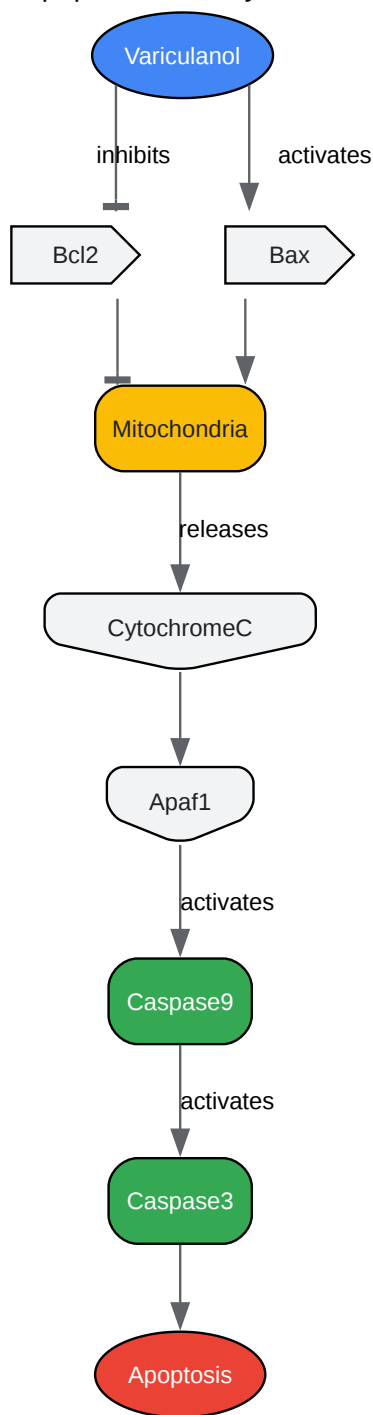 Variculanol
inhibits
activates
Bcl2
Bax
Mitochondria
releases
CytochromeC
Apaf1
activates
Caspase9
activates
Caspase3
Apoptosis